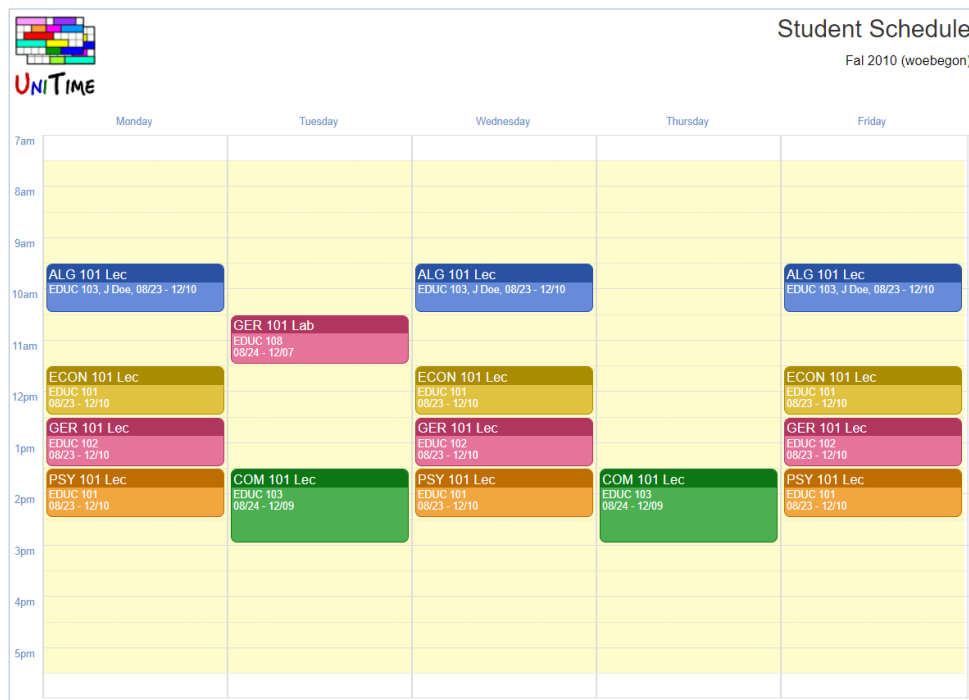 Student Schedule
Fal 2010 (woebegon)
UniTime
Monday Tuesday Wednesday Thursday Friday
7am
8am
9am
ALG 101 Lec ALG 101 Lec ALG 101 Lec
EDUC 103, J Doe, 08/23 - 12/10 EDUC 103, J Doe, 08/23 - 12/10 EDUC 103, J Doe, 08/23 - 12/10
10am
GER 101 Lab
EDUC 108
08/24 - 12/07
11am
ECON 101 Lec ECON 101 Lec ECON 101 Lec
EDUC 101 EDUC 101 EDUC 101
08/23 - 12/10 08/23 - 12/10 08/23 - 12/10
12pm
GER 101 Lec GER 101 Lec GER 101 Lec
EDUC 102 EDUC 102 EDUC 102
08/23 - 12/10 08/23 - 12/10 08/23 - 12/10
1pm
PSY 101 Lec COM 101 Lec PSY 101 Lec COM 101 Lec PSY 101 Lec
EDUC 101 EDUC 103 EDUC 101 EDUC 103 EDUC 101
08/23 - 12/10 08/24 - 12/09 08/23 - 12/10 08/24 - 12/09 08/23 - 12/10
2pm
3pm
4pm
5pm